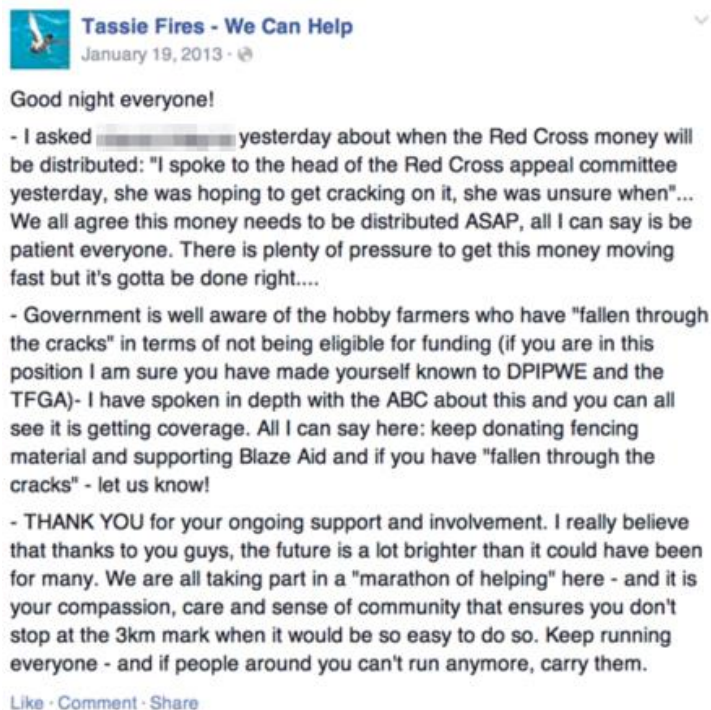 Tassie Fires - We Can Help
January 19, 2013 ·
Good night everyone!
- I asked yesterday about when the Red Cross money will
be distributed: "I spoke to the head of the Red Cross appeal committee
yesterday, she was hoping to get cracking on it, she was unsure when"...
We all agree this money needs to be distributed ASAP, all I can say is be
patient everyone. There is plenty of pressure to get this money moving
fast but it's gotta be done right....
- Government is well aware of the hobby farmers who have "fallen through
the cracks" in terms of not being eligible for funding (if you are in this
position I am sure you have made yourself known to DPIPWE and the
TFGA)- I have spoken in depth with the ABC about this and you can all
see it is getting coverage. All I can say here: keep donating fencing
material and supporting Blaze Aid and if you have "fallen through the
cracks" - let us know!
- THANK YOU for your ongoing support and involvement. I really believe
that thanks to you guys, the future is a lot brighter than it could have been
for many. We are all taking part in a "marathon of helping" here - and it is
your compassion, care and sense of community that ensures you don't
stop at the 3km mark when it would be so easy to do so. Keep running
everyone - and if people around you can't run anymore, carry them.
Like · Comment · Share